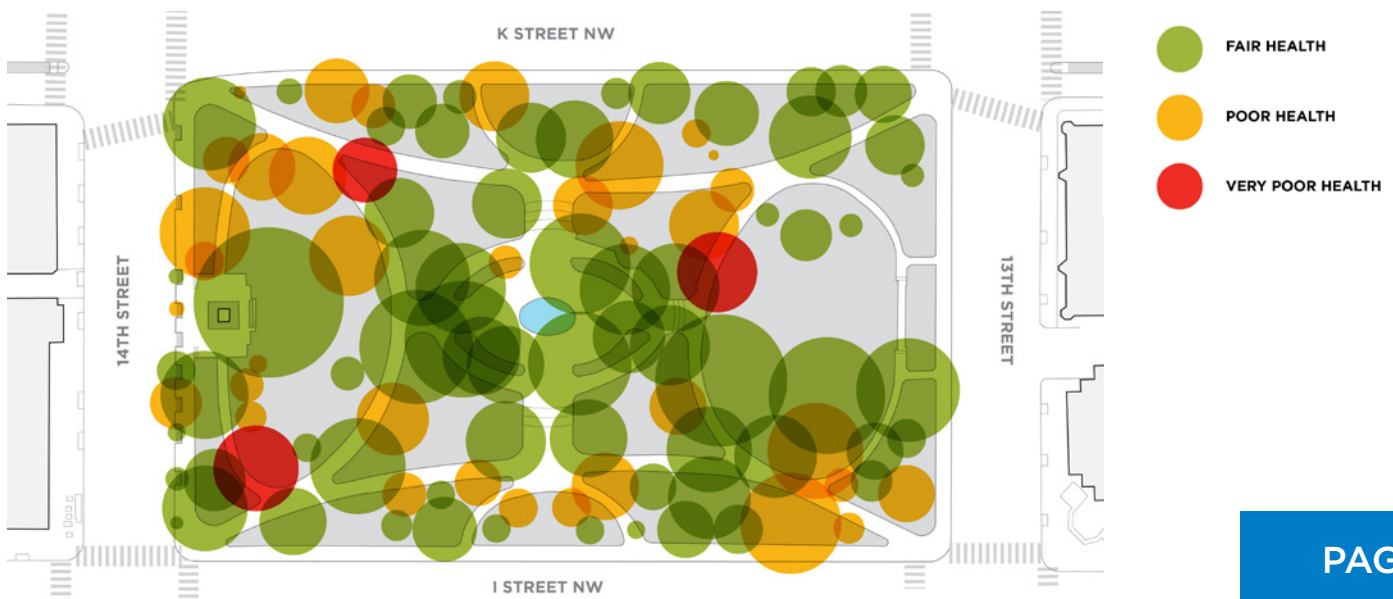 K STREET NW
FAIR HEALTH
POOR HEALTH
VERY POOR HEALTH
14TH STREET
13TH STREET
I STREET NW
PAG